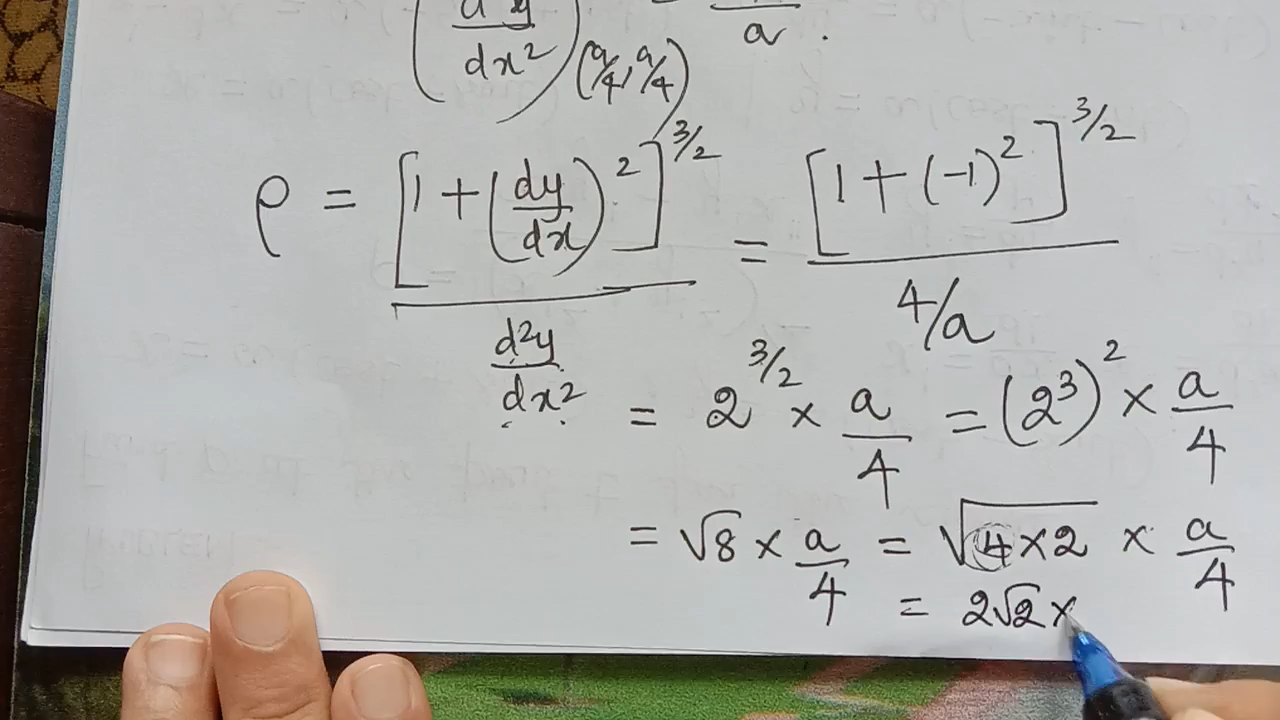 (d²y/dx²)(a/4, a/4) = /a .
ρ = [1 + (dy/dx)²]^3/2 / d²y/dx² = [1 + (-1)²]^3/2 / 4/a
= 2^3/2 × a/4 = (2³)² × a/4
= √8 × a/4 = √4×2 × a/4
= 2√2 ×